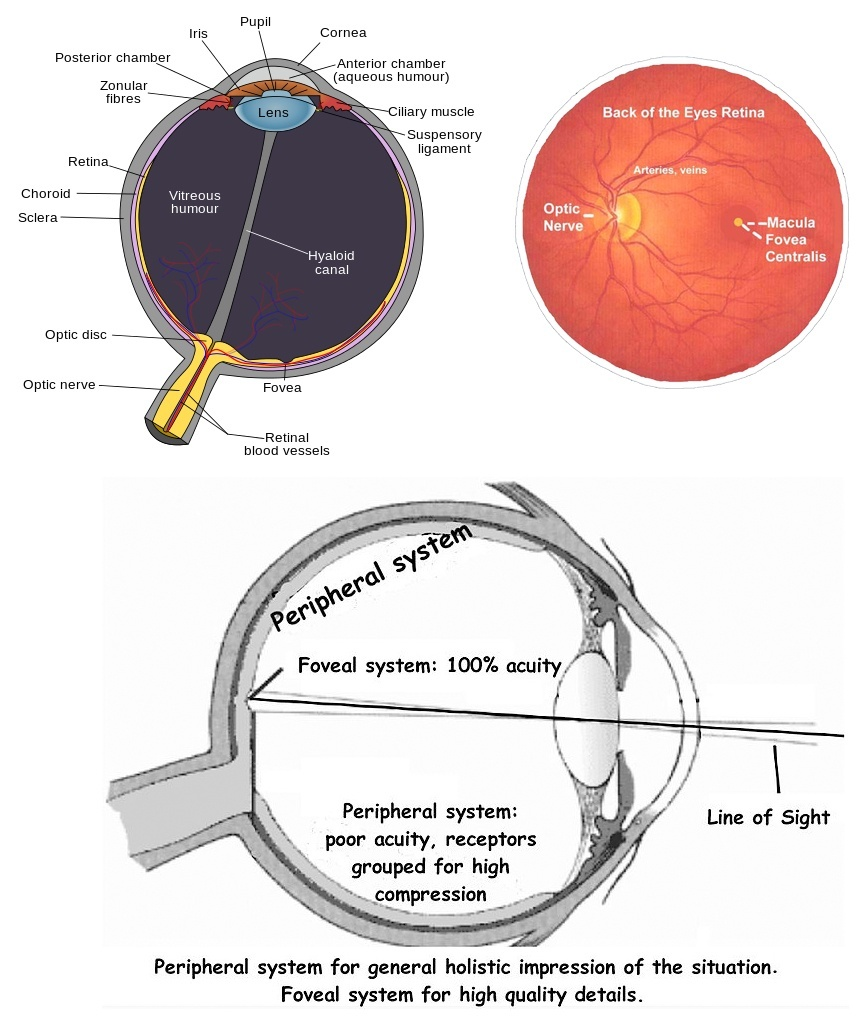 Pupil
Iris
Cornea
Posterior chamber
Anterior chamber
(aqueous humour)
Zonular
fibres
Lens
Ciliary muscle
Suspensory
ligament
Retina
Choroid
Sclera
Vitreous
humour
Hyaloid
canal
Optic disc
Optic nerve
Fovea
Retinal
blood vessels
Back of the Eyes Retina
Arteries, veins
Optic
Nerve
Macula
Fovea
Centralis
Peripheral system
Foveal system: 100% acuity
Peripheral system:
poor acuity, receptors
grouped for high
compression
Line of Sight
Peripheral system for general holistic impression of the situation.
Foveal system for high quality details.